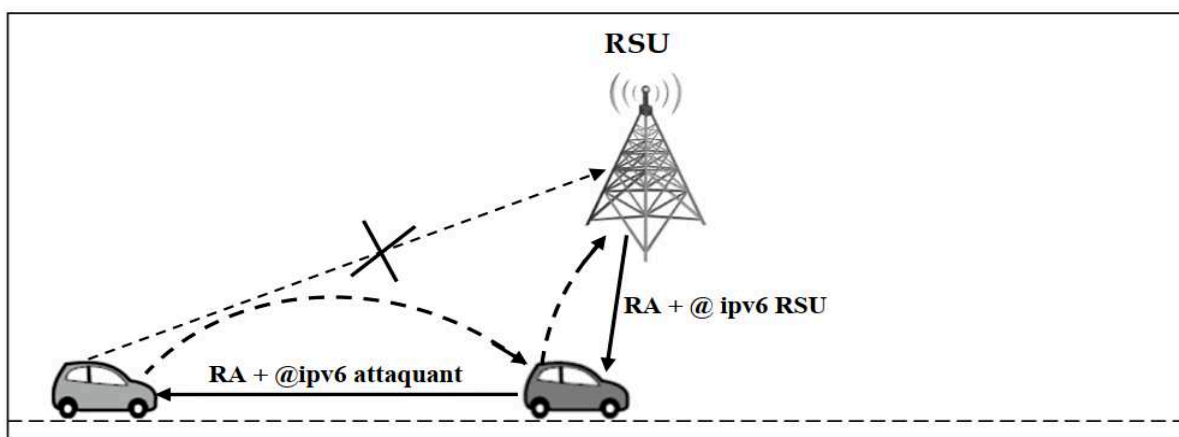 RSU
RA + @ ipv6 RSU
RA + @ipv6 attaquant